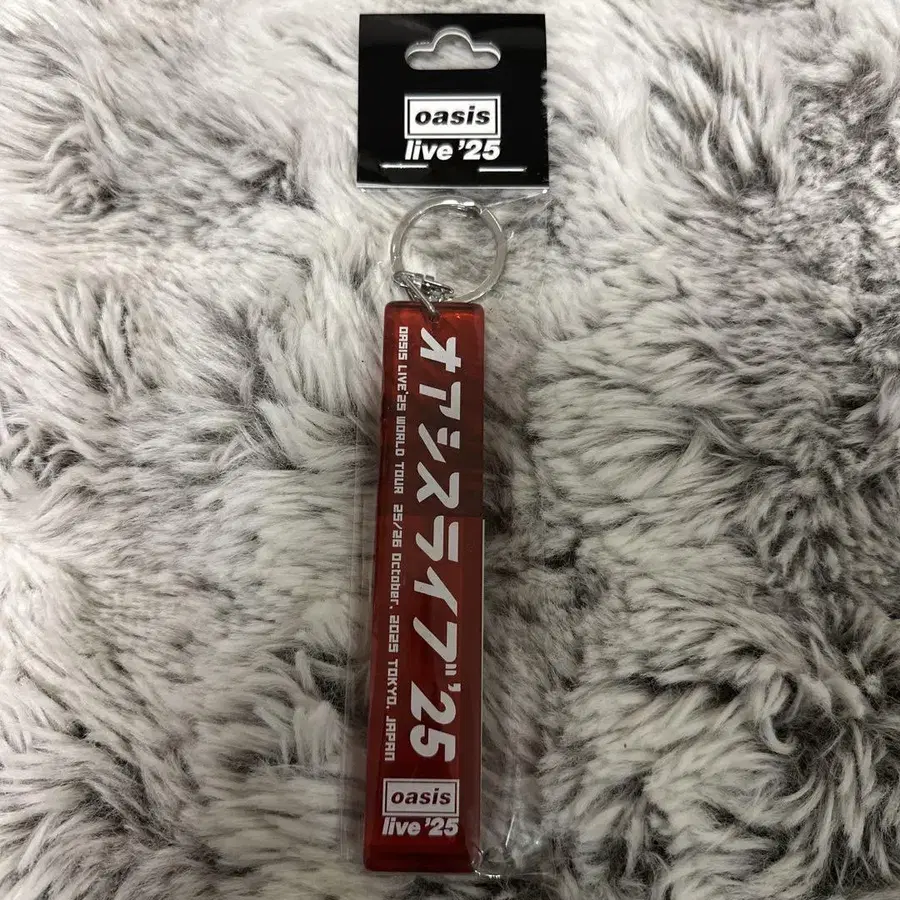 oasis
live '25
オアシスライブ'25
OASIS LIVE'25 WORLD TOUR 25/26 October, 2025 TOKYO, JAPAN
oasis
live '25